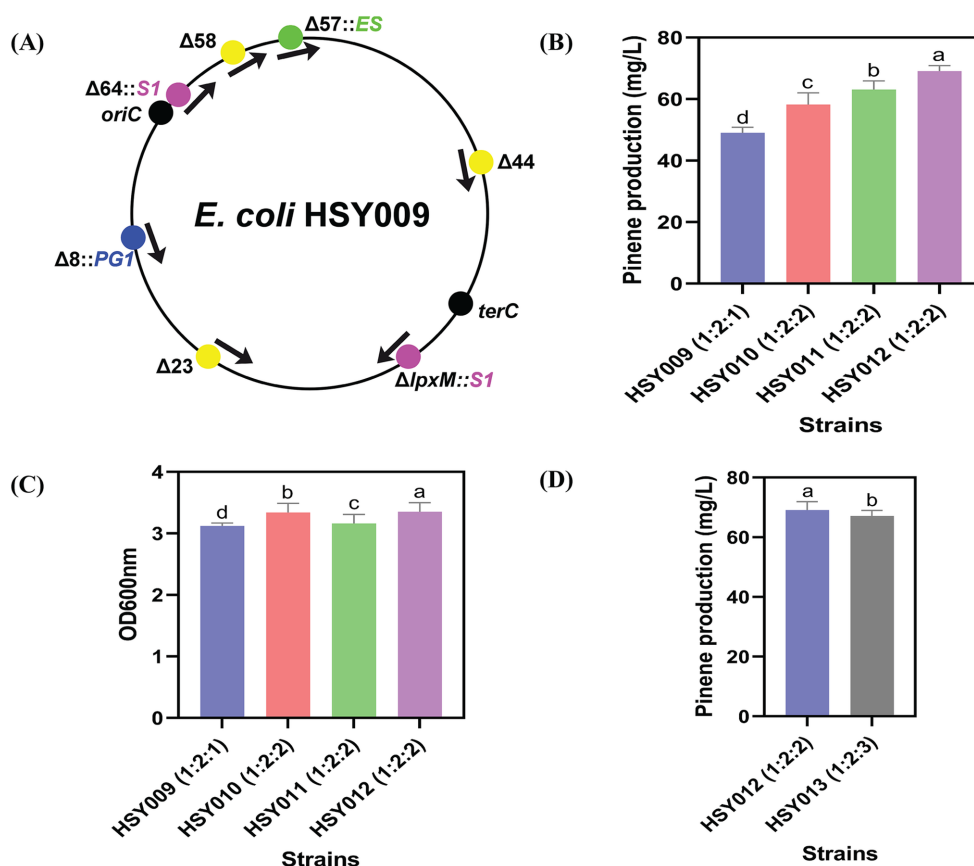 (A)
Δ57::ES
Δ58
Δ64::S1
oriC
Δ44
E. coli HSY009
Δ8::PG1
terC
Δ23
ΔlpxM::S1
(B)
Pinene production (mg/L)
80
60
40
20
0
d
c
b
a
HSY009 (1:2:1)
HSY010 (1:2:2)
HSY011 (1:2:2)
HSY012 (1:2:2)
Strains
(C)
OD600nm
4
3
2
1
0
d
b
c
a
HSY009 (1:2:1)
HSY010 (1:2:2)
HSY011 (1:2:2)
HSY012 (1:2:2)
Strains
(D)
Pinene production (mg/L)
80
60
40
20
0
a
b
HSY012 (1:2:2)
HSY013 (1:2:3)
Strains